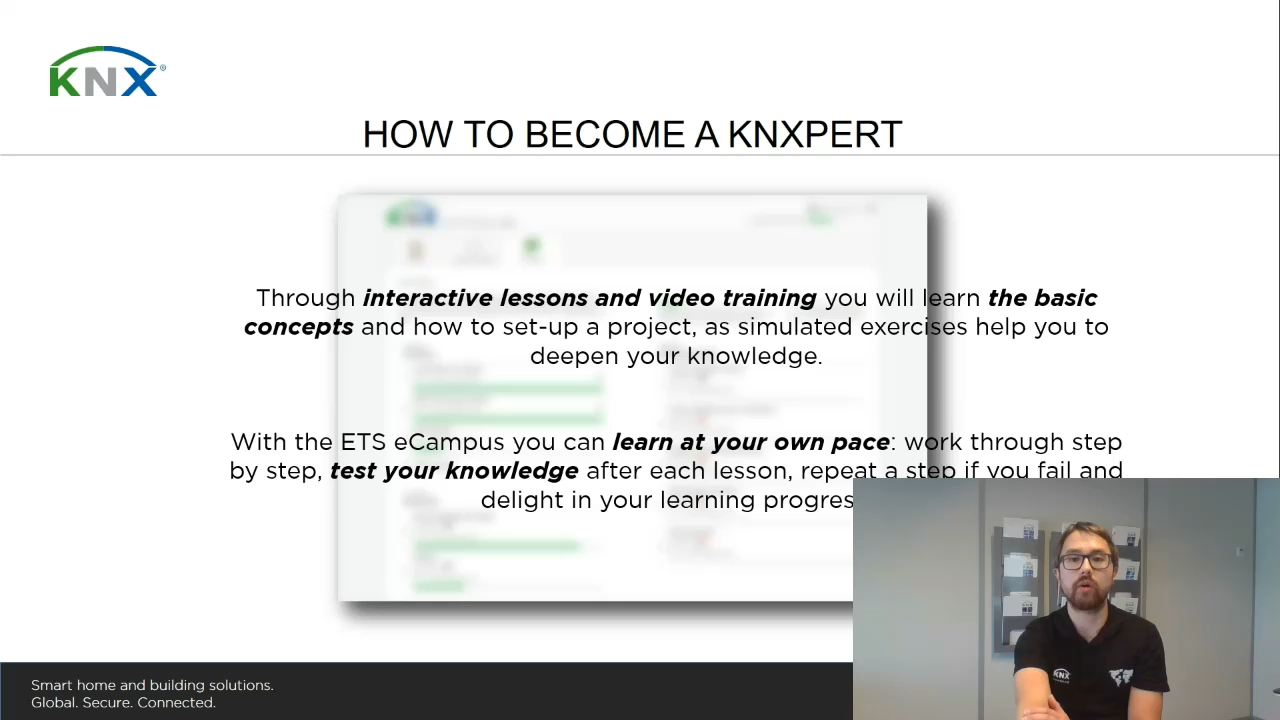 KNX®
HOW TO BECOME A KNXPERT
Through interactive lessons and video training you will learn the basic
concepts and how to set-up a project, as simulated exercises help you to
deepen your knowledge.
With the ETS eCampus you can learn at your own pace: work through step
by step, test your knowledge after each lesson, repeat a step if you fail and
delight in your learning progres
KNX
Smart home and building solutions.
Global. Secure. Connected.